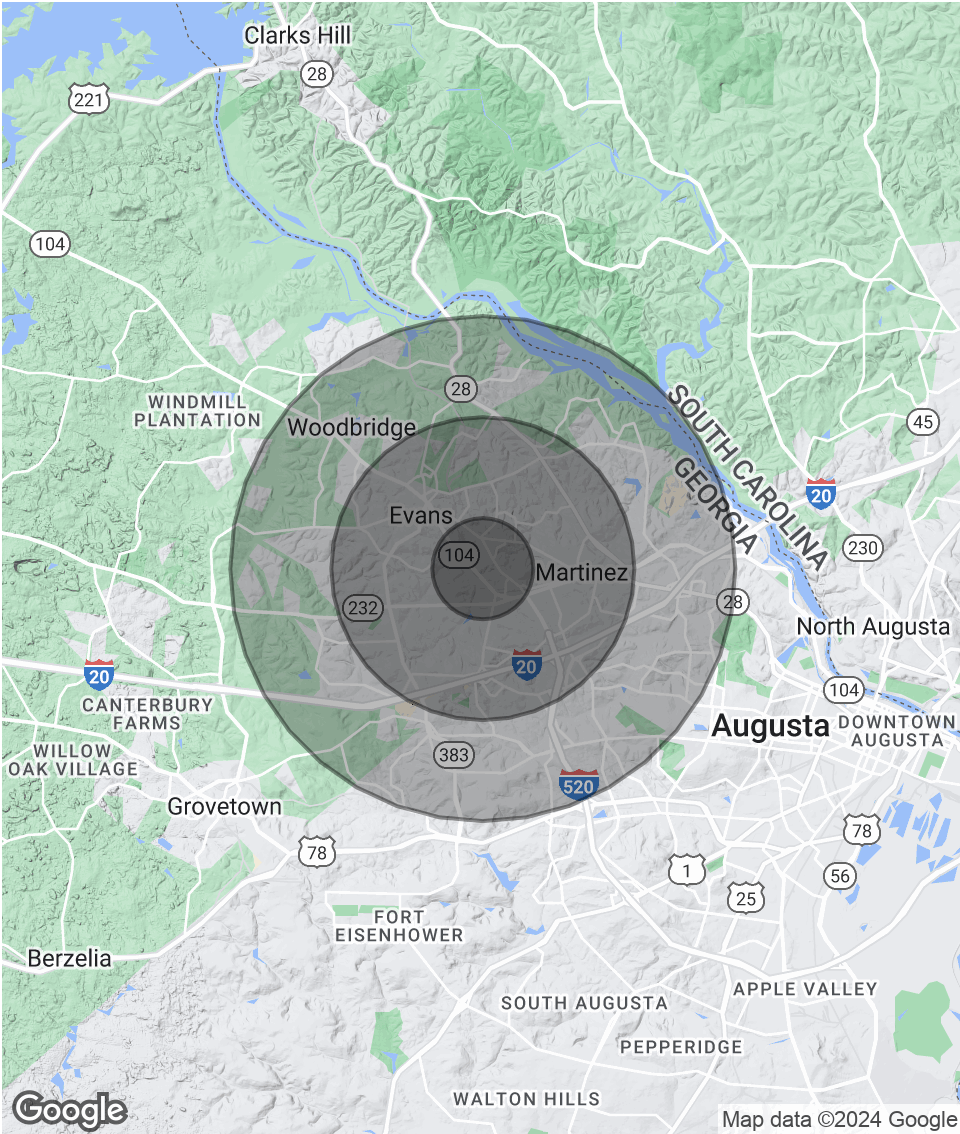 Clarks Hill
28
221
104
WINDMILL
PLANTATION
28
Woodbridge
45
SOUTH CAROLINA
GEORGIA
20
Evans
104
230
Martinez
232
28
North Augusta
20
20
104
CANTERBURY
FARMS
Augusta
DOWNTOWN
AUGUSTA
WILLOW
OAK VILLAGE
383
520
Grovetown
78
78
1
56
25
FORT
EISENHOWER
Berzelia
SOUTH AUGUSTA
APPLE VALLEY
PEPPERIDGE
WALTON HILLS
Google
Map data ©2024 Google